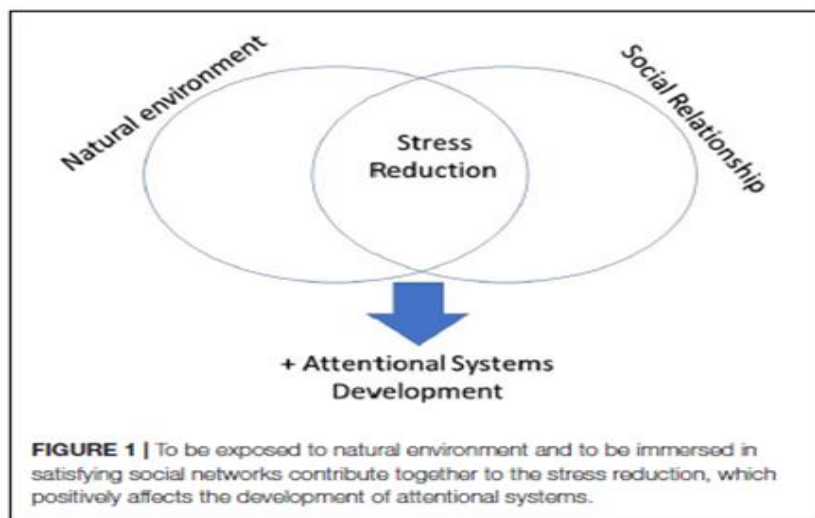 Natural environment
Social Relationship
Stress
Reduction
+ Attentional Systems
Development
FIGURE 1 | To be exposed to natural environment and to be immersed in
satisfying social networks contribute together to the stress reduction, which
positively affects the development of attentional systems.